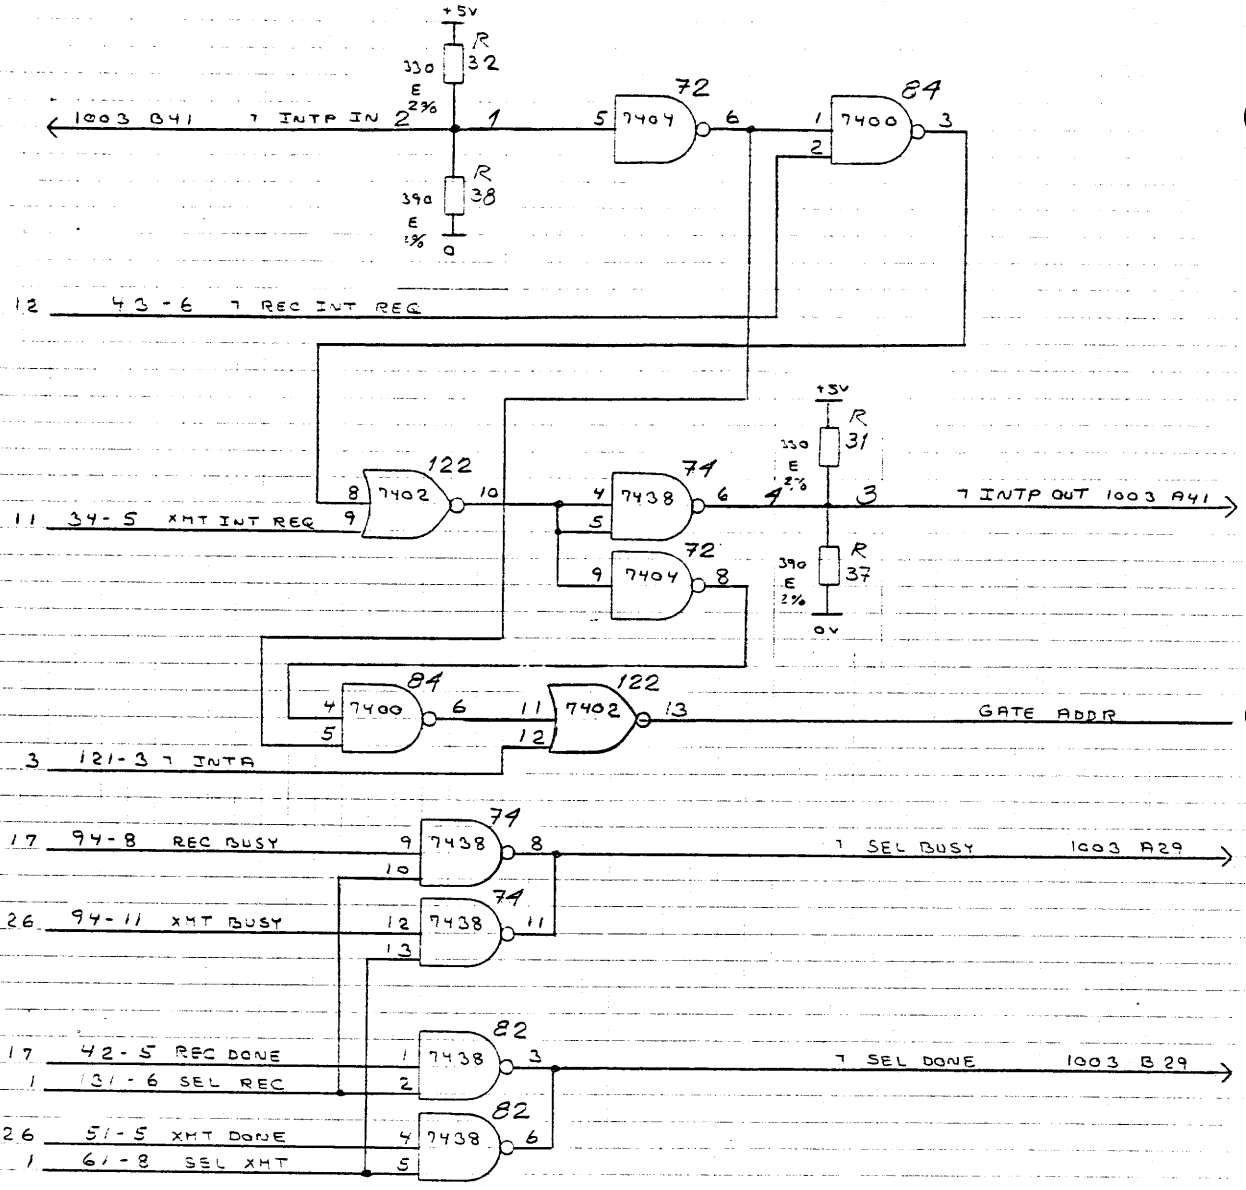 +5V
R
32
330
E
2%
1003 B41 ¬ INTP IN 2 1
5 7404 6
72
1 7400 3
2
84
R
38
390
E
2%
0
12 43-6 ¬ REC INT REQ
+5V
R
31
330
E
2%
122
8 7402 10
9
11 34-5 XMT INT REQ
74
4 7438 6
5
4 3
¬ INTP OUT 1003 A41
72
9 7404 8
R
37
390
E
2%
0V
84
4 7400 6
5
122
11 7402 13
12
GATE ADDR
3 121-3 ¬ INTA
74
17 94-8 REC BUSY 9 7438 8
10
¬ SEL BUSY 1003 A29
74
26 94-11 XMT BUSY 12 7438 11
13
82
17 42-5 REC DONE 1 7438 3
1 131-6 SEL REC 2
¬ SEL DONE 1003 B29
82
26 51-5 XMT DONE 4 7438 6
1 61-8 SEL XMT 5